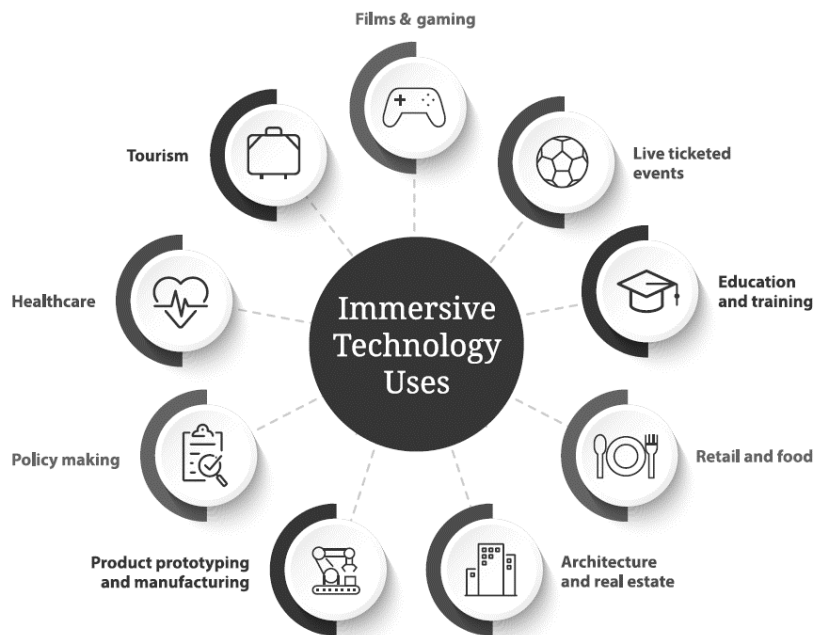 Films & gaming
Live ticketed
events
Education
and training
Retail and food
Architecture
and real estate
Product prototyping
and manufacturing
Policy making
Healthcare
Tourism
Immersive
Technology
Uses